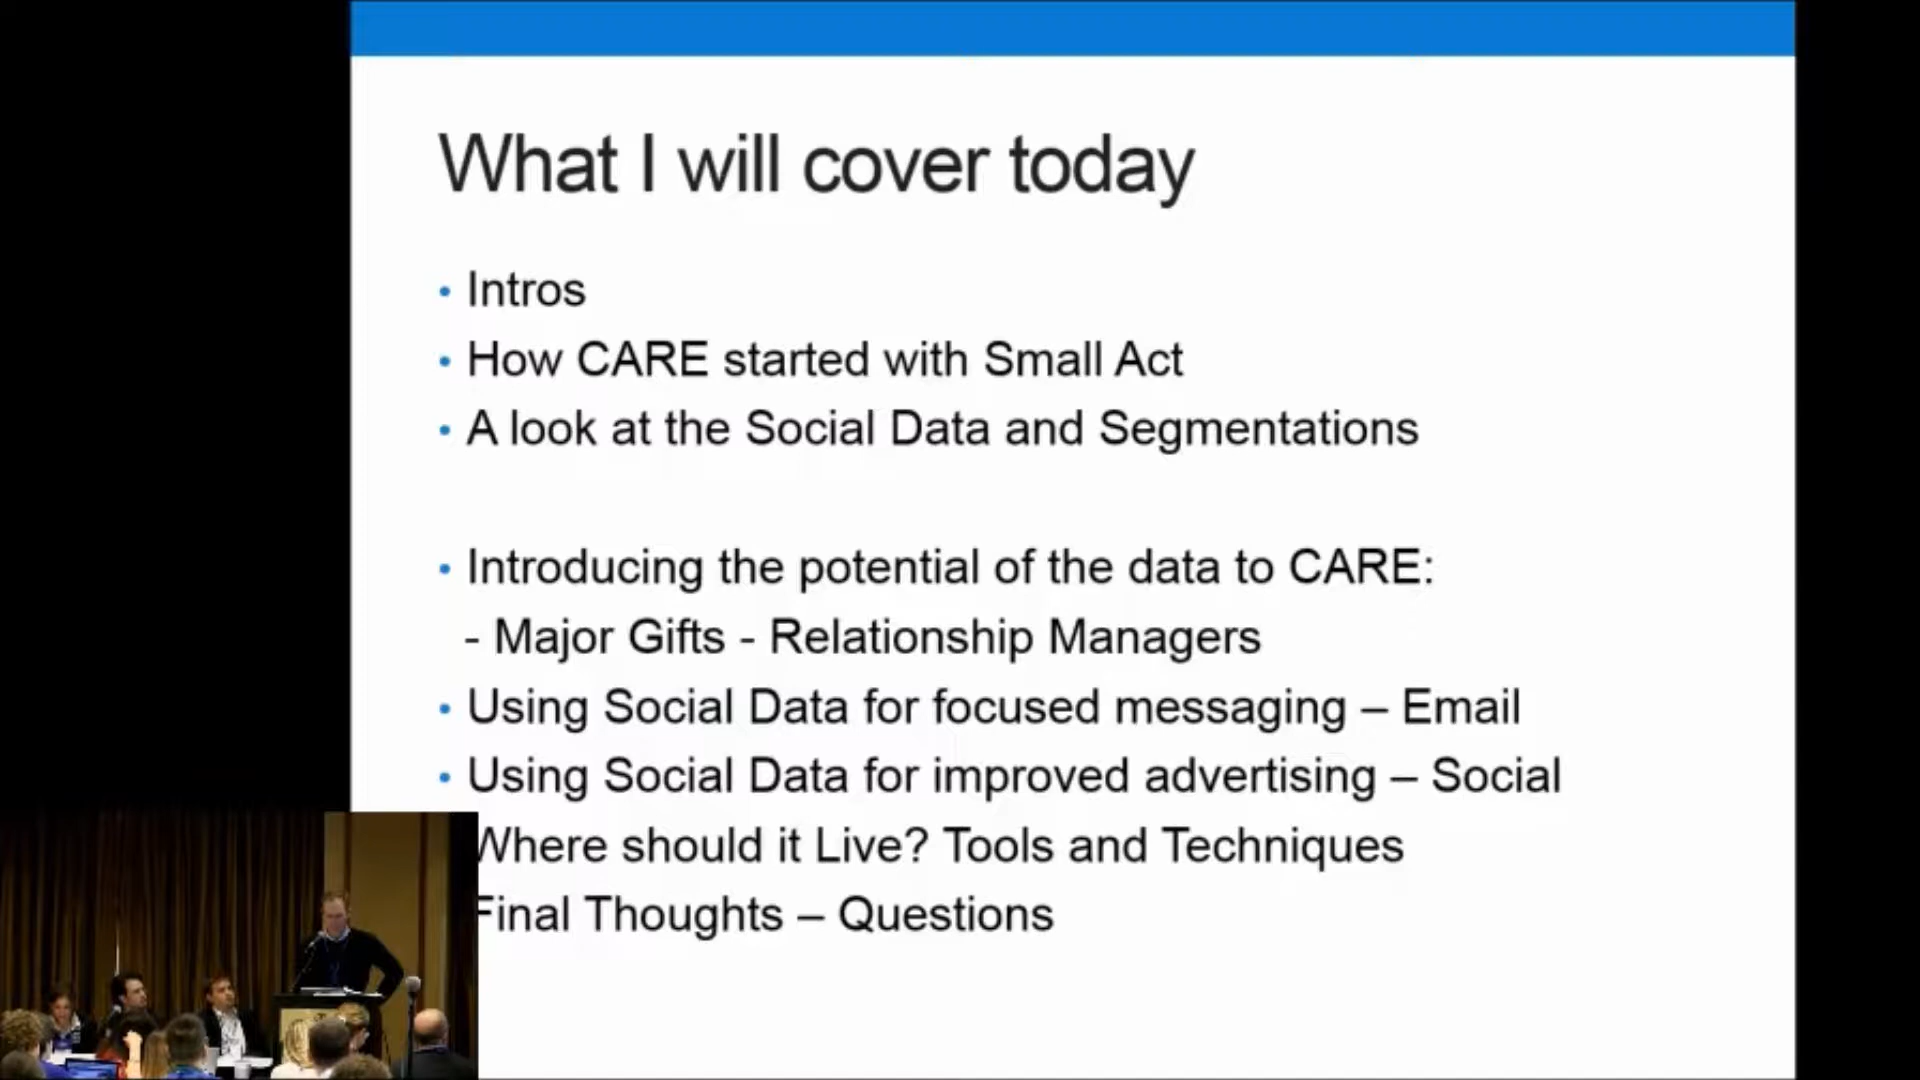 What I will cover today
• Intros
• How CARE started with Small Act
• A look at the Social Data and Segmentations
• Introducing the potential of the data to CARE:
- Major Gifts - Relationship Managers
• Using Social Data for focused messaging – Email
• Using Social Data for improved advertising – Social
Where should it Live? Tools and Techniques
Final Thoughts – Questions